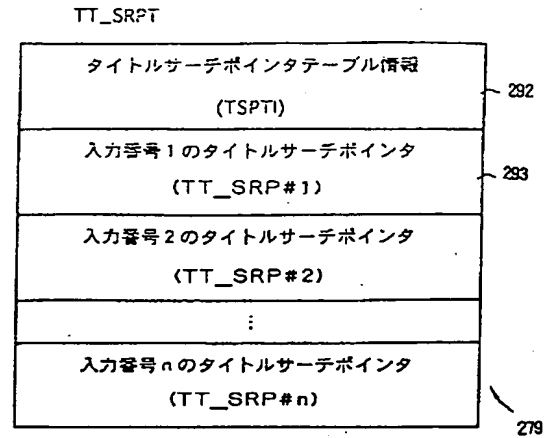 TT_SRPT
タイトルサーチポインタテーブル情報
(TSPTI)
292
入力番号1のタイトルサーチポインタ
(TT_SRP#1)
293
入力番号2のタイトルサーチポインタ
(TT_SRP#2)
⋮
入力番号nのタイトルサーチポインタ
(TT_SRP#n)
279